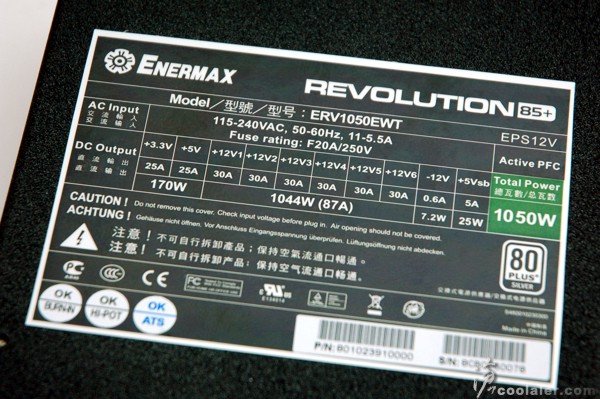 ENERMAX
REVOLUTION 85+
Model/型號/型号: ERV1050EWT
EPS12V
AC Input
交流輸入
交流输入
115-240VAC, 50-60Hz, 11-5.5A
Fuse rating: F20A/250V
Active PFC
DC Output
直流輸出
直流输出
+3.3V +5V +12V1 +12V2 +12V3 +12V4 +12V5 +12V6 -12V +5Vsb
25A 25A 30A 30A 30A 30A 30A 30A 0.6A 5A
170W 1044W (87A) 7.2W 25W
Total Power
總瓦數/总瓦数
1050W
CAUTION ! Do not remove this cover. Check input voltage before plug in. Air opening should not be covered.
ACHTUNG ! Gehäuse nicht öffnen. Vor Anschluss Eingangsspannung überprüfen. Luftlüftungsöffnung nicht abdecken.
注意! 不可自行拆卸產品; 保持空氣流通口暢通。
注意! 不可自行拆卸产品; 保持空气流通口畅通。
80
PLUS
SILVER
CCC
CE
FC
OK
BURN-IN
OK
HI-POT
OK
ATS
中國製
Made in China
P/N: B01023910000
S/N:
coolaler.com